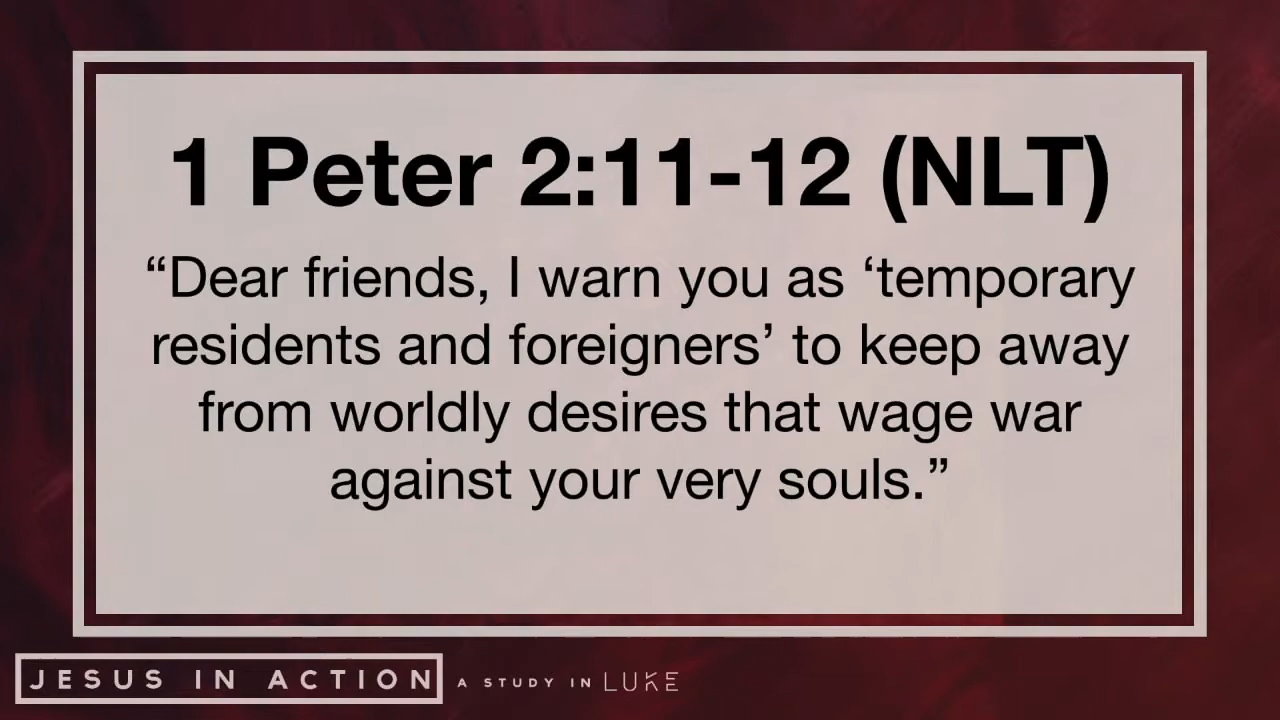 1 Peter 2:11-12 (NLT)
“Dear friends, I warn you as ‘temporary
residents and foreigners’ to keep away
from worldly desires that wage war
against your very souls.”
JESUS IN ACTION A STUDY IN LUKE